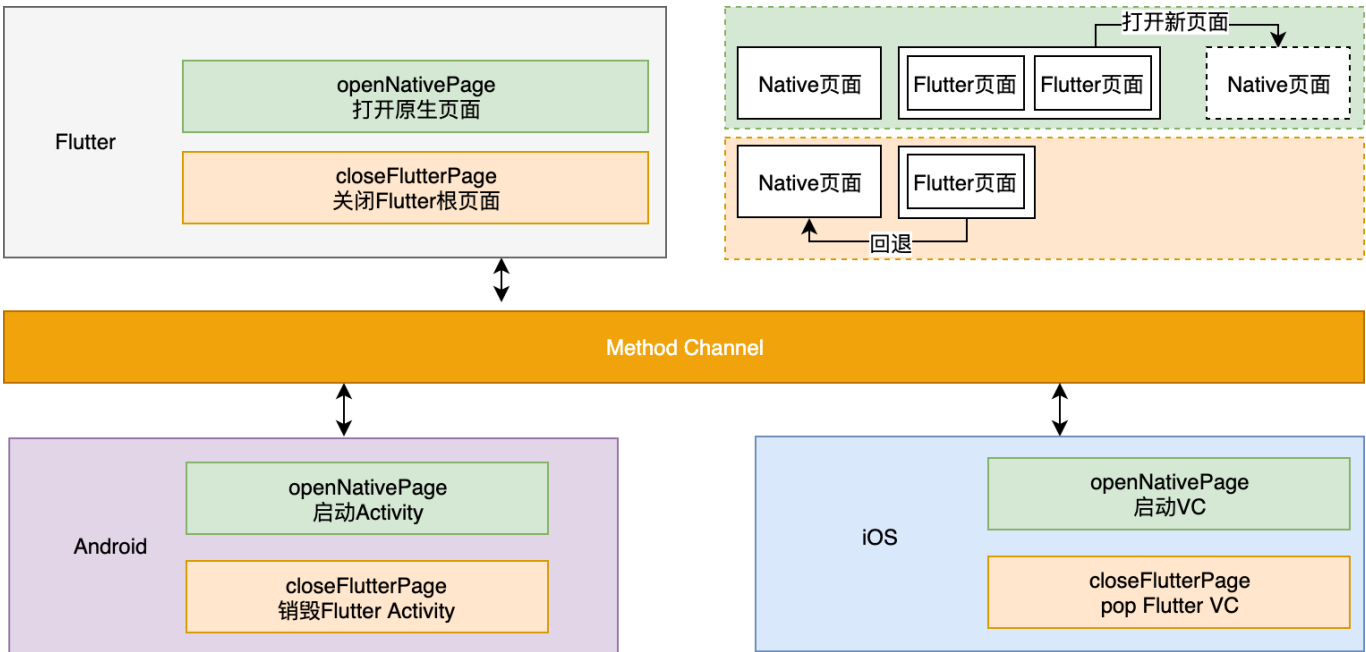 Flutter
openNativePage
打开原生页面
closeFlutterPage
关闭Flutter根页面
打开新页面
Native页面
Flutter页面
Flutter页面
Native页面
Native页面
Flutter页面
回退
Method Channel
Android
openNativePage
启动Activity
closeFlutterPage
销毁Flutter Activity
iOS
openNativePage
启动VC
closeFlutterPage
pop Flutter VC